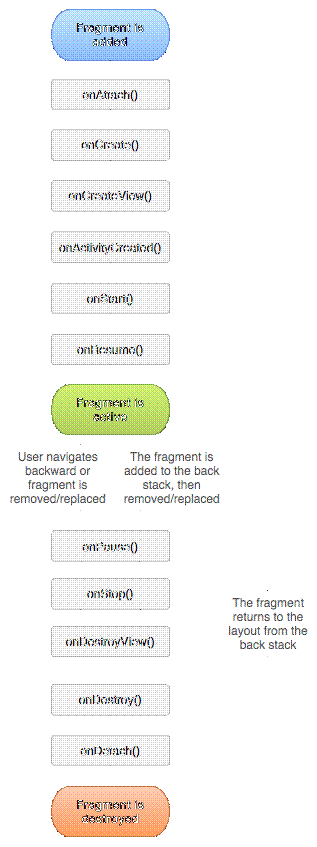 Fragment is
added
onAttach()
onCreate()
onCreateView()
onActivityCreated()
onStart()
onResume()
Fragment is
active
User navigates
backward or
fragment is
removed/replaced
The fragment is
added to the back
stack, then
removed/replaced
onPause()
onStop()
onDestroyView()
The fragment
returns to the
layout from the
back stack
onDestroy()
onDetach()
Fragment is
destroyed